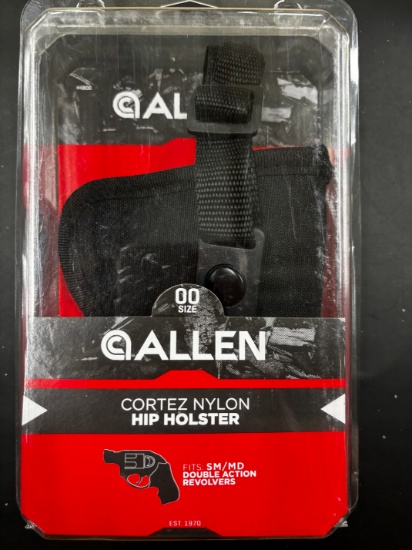 ALLEN
00
SIZE
ALLEN
CORTEZ NYLON
HIP HOLSTER
FITS SM/MD
DOUBLE ACTION
REVOLVERS
EST. 1970